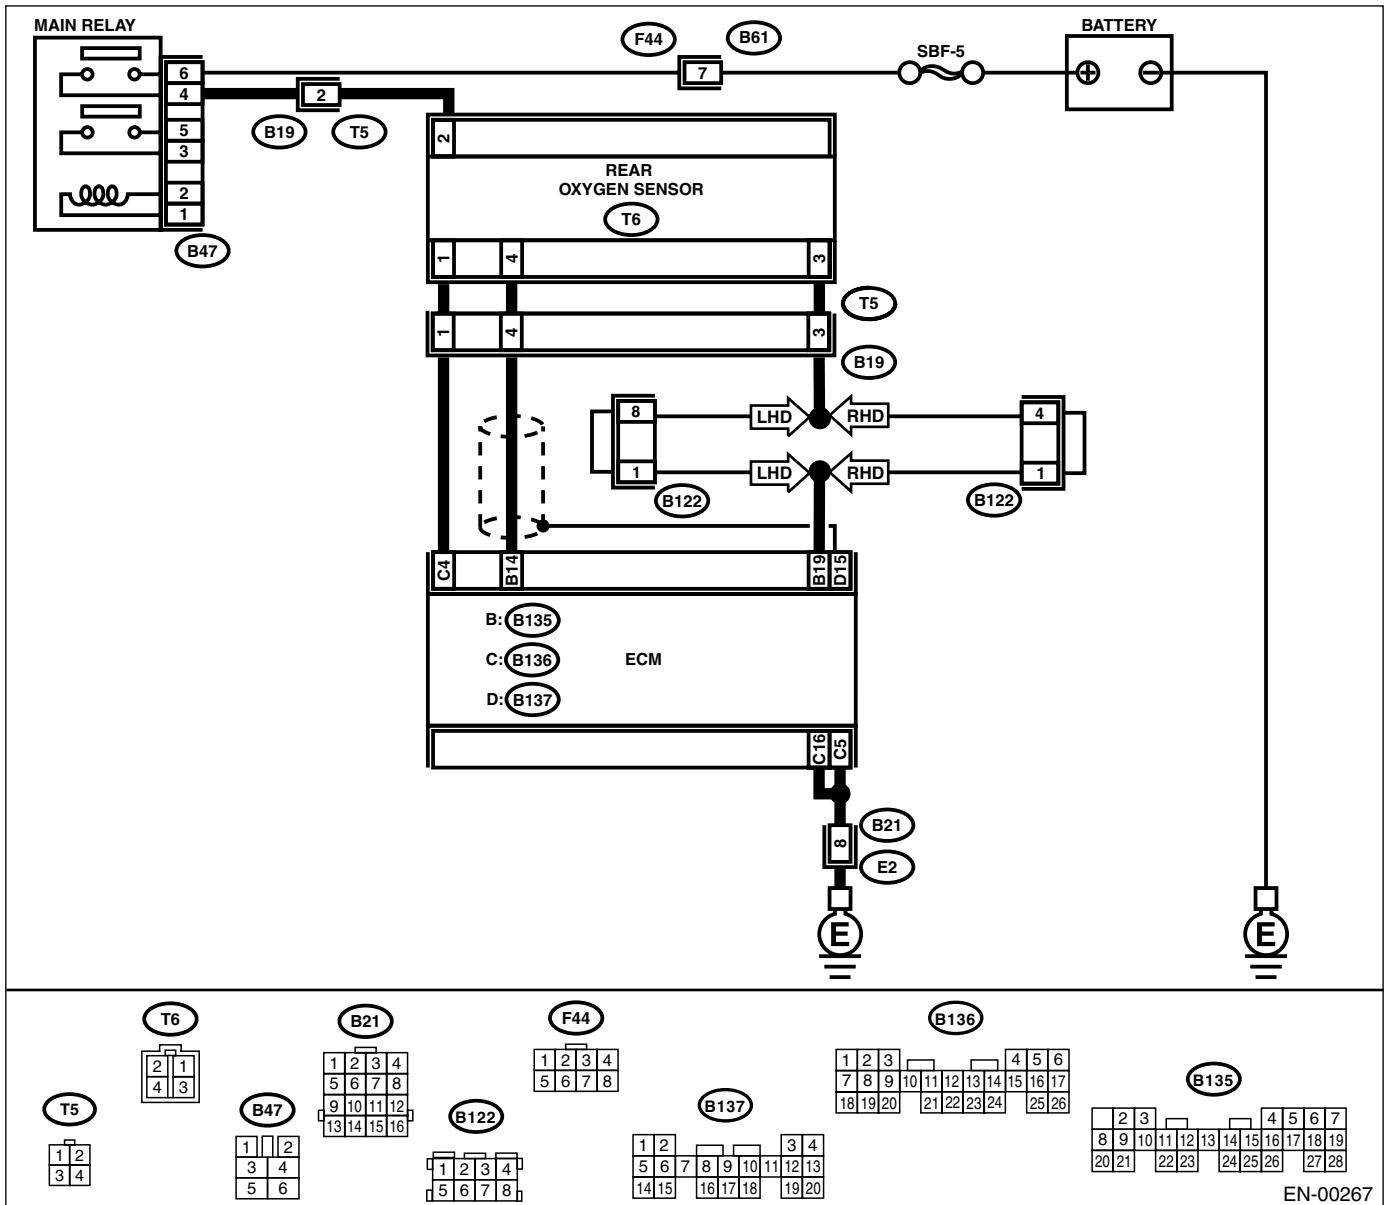 MAIN RELAY
BATTERY
F44
B61
SBF-5
6
7
4
2
5
B19
T5
3
2
1
B47
2
REAR
OXYGEN SENSOR
T6
1
4
3
T5
1
4
3
B19
8
LHD
RHD
4
1
LHD
RHD
1
B122
B122
C4
B14
B19
D15
B: B135
C: B136
ECM
D: B137
C16
C5
B21
8
E2
E
E
T6
2 1
4 3
B21
1 2 3 4
5 6 7 8
9 10 11 12
13 14 15 16
F44
1 2 3 4
5 6 7 8
B136
1 2 3 4 5 6
7 8 9 10 11 12 13 14 15 16 17
18 19 20 21 22 23 24 25 26
B135
2 3 4 5 6 7
8 9 10 11 12 13 14 15 16 17 18 19
20 21 22 23 24 25 26 27 28
T5
1 2
3 4
B47
1 2
3 4
5 6
B122
1 2 3 4
5 6 7 8
B137
1 2 3 4
5 6 7 8 9 10 11 12 13
14 15 16 17 18 19 20
EN-00267